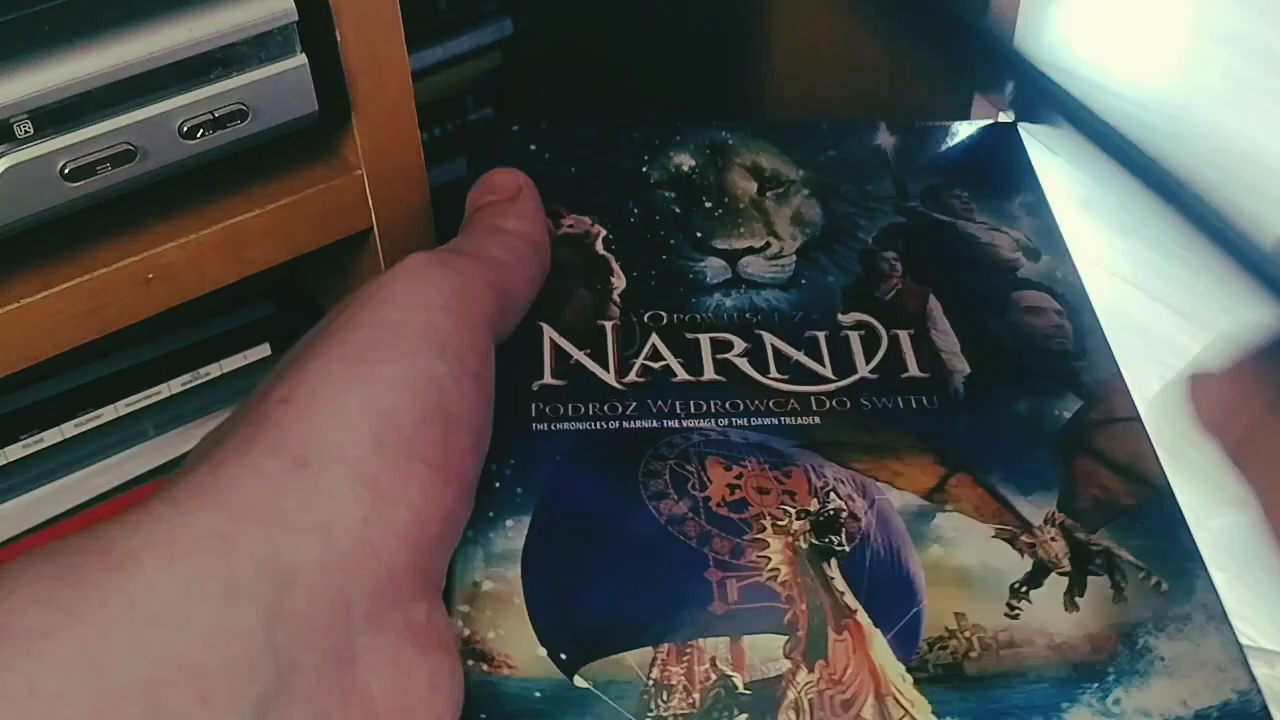 OPOWIEŚCI Z
NARNII
PODRÓŻ WĘDROWCA DO ŚWITU
THE CHRONICLES OF NARNIA: THE VOYAGE OF THE DAWN TREADER